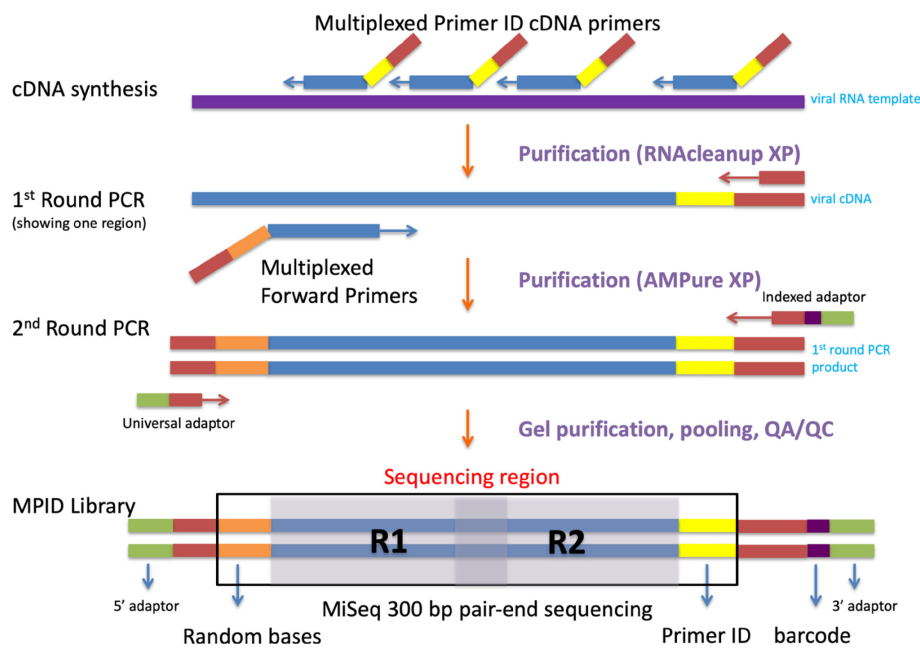 Multiplexed Primer ID cDNA primers
cDNA synthesis
viral RNA template
Purification (RNAcleanup XP)
1st Round PCR
(showing one region)
viral cDNA
Multiplexed
Forward Primers
Purification (AMPure XP)
Indexed adaptor
2nd Round PCR
1st round PCR
product
Universal adaptor
Gel purification, pooling, QA/QC
Sequencing region
MPID Library
R1
R2
5' adaptor
MiSeq 300 bp pair-end sequencing
3' adaptor
Random bases
Primer ID
barcode